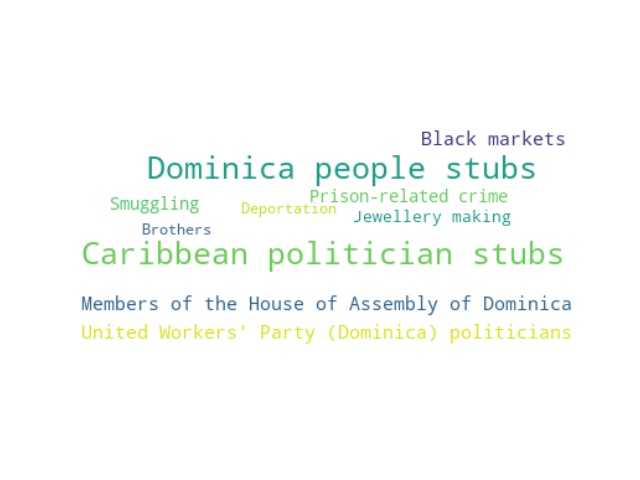 Black markets
Dominica people stubs
Prison-related crime
Smuggling
Deportation
Jewellery making
Brothers
Caribbean politician stubs
Members of the House of Assembly of Dominica
United Workers' Party (Dominica) politicians